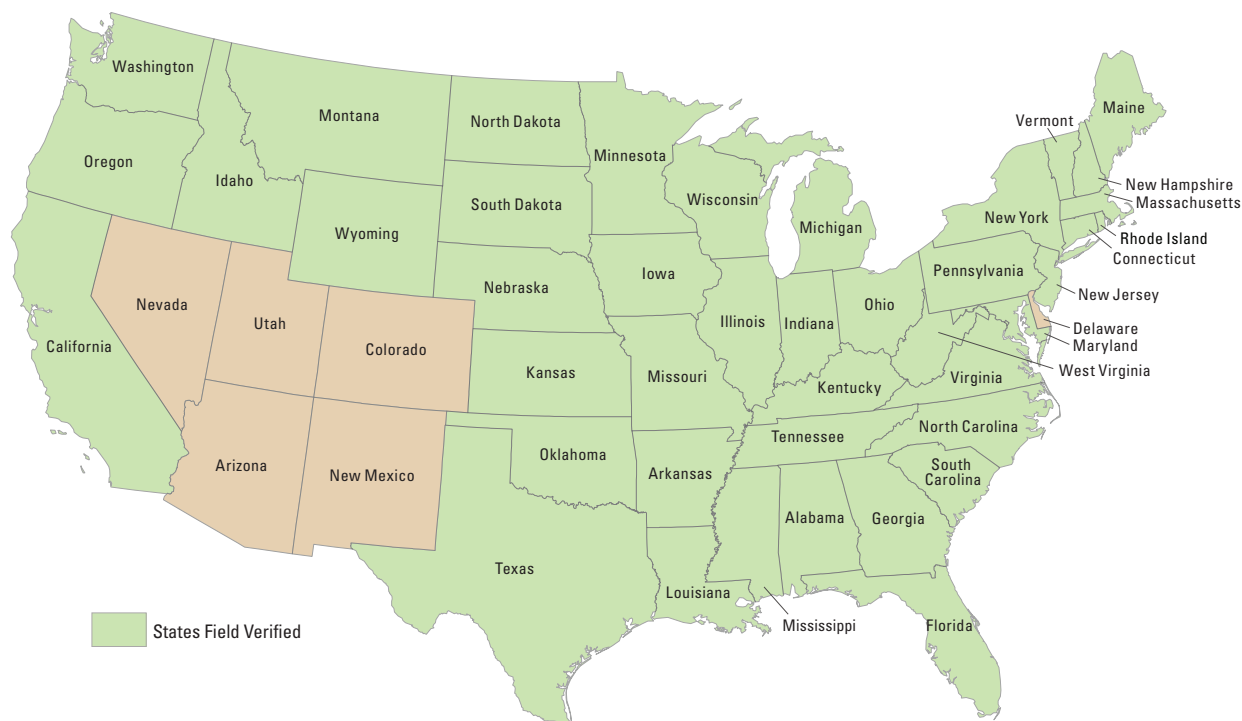 Washington
Montana
North Dakota
Minnesota
Maine
Vermont
Oregon
Idaho
Wisconsin
New Hampshire
Massachusetts
South Dakota
New York
Michigan
Wyoming
Rhode Island
Connecticut
Iowa
Pennsylvania
Nebraska
New Jersey
Nevada
Ohio
Utah
Illinois
Indiana
Delaware
California
Colorado
Maryland
West Virginia
Kansas
Missouri
Virginia
Kentucky
North Carolina
Tennessee
Oklahoma
Arizona
New Mexico
Arkansas
South
Carolina
Alabama
Georgia
Texas
Louisiana
Mississippi
Florida
States Field Verified